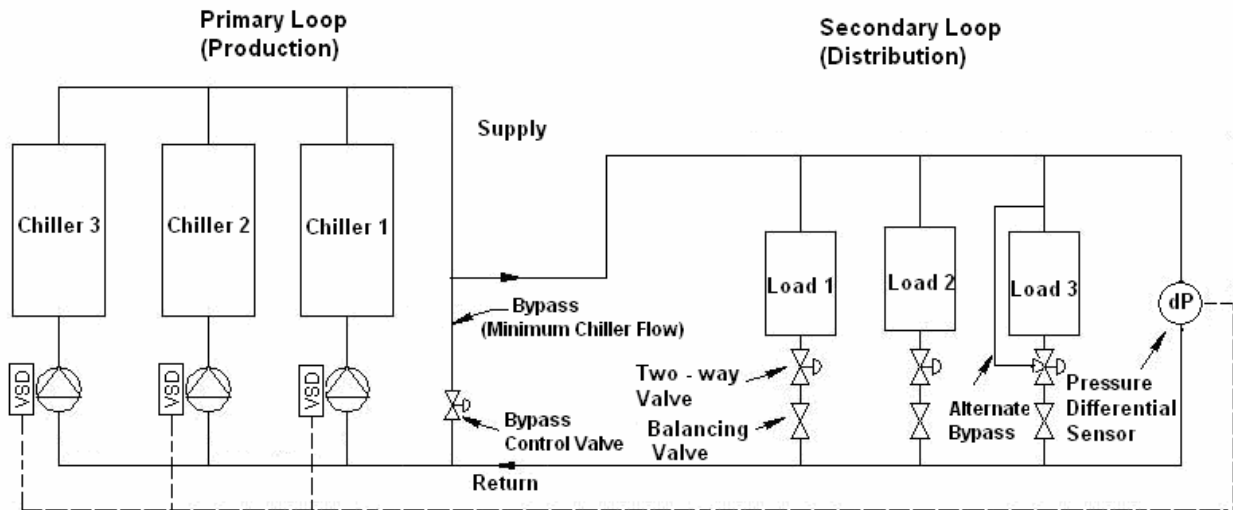 Primary Loop
(Production)
Secondary Loop
(Distribution)
Supply
Chiller 3
Chiller 2
Chiller 1
Load 1
Load 2
Load 3
dP
Bypass
(Minimum Chiller Flow)
VSD
VSD
VSD
Two - way
Valve
Alternate
Bypass
Pressure
Differential
Sensor
Bypass
Control Valve
Balancing
Valve
Return